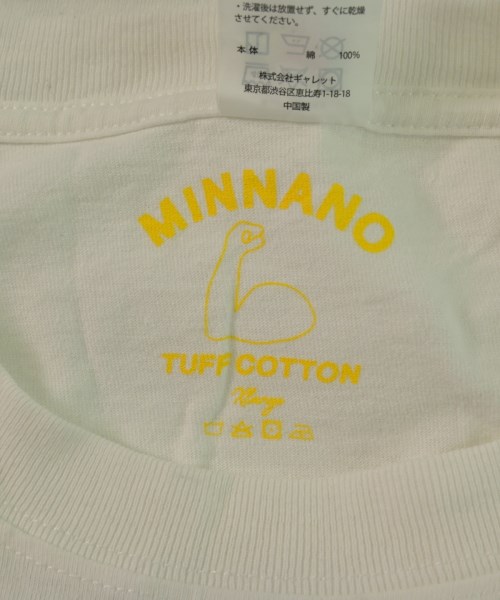 ・洗濯後は放置せず、すぐに乾燥
させてください。
本体 綿 100%
株式会社ギャレット
東京都渋谷区恵比寿1-18-18
中国製
MINNANO
TUFF COTTON
XLarge